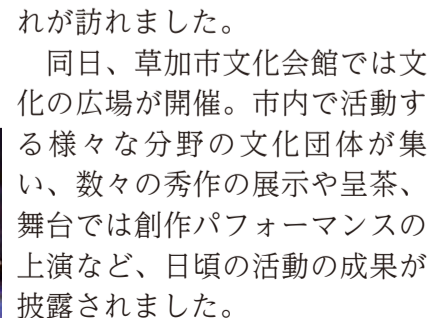 れが訪れました。
　同日、草加市文化会館では文
化の広場が開催。市内で活動す
る様々な分野の文化団体が集
い、数々の秀作の展示や呈茶、
舞台では創作パフォーマンスの
上演など、日頃の活動の成果が
披露されました。